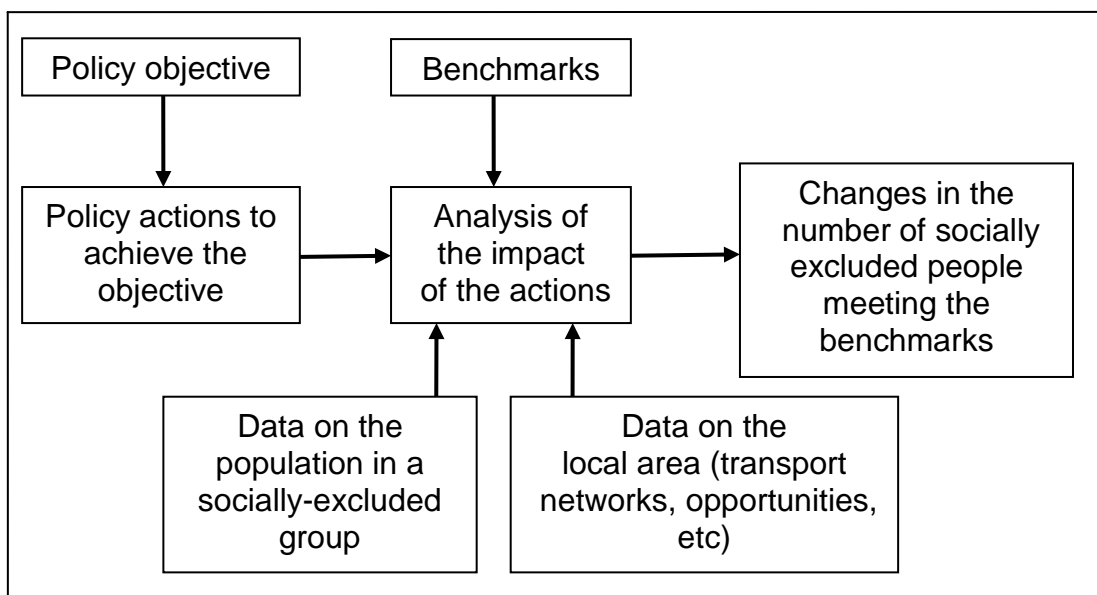 Policy objective
Benchmarks
Policy actions to
achieve the
objective
Analysis of
the impact
of the actions
Changes in the
number of socially
excluded people
meeting the
benchmarks
Data on the
population in a
socially-excluded
group
Data on the
local area (transport
networks, opportunities,
etc)